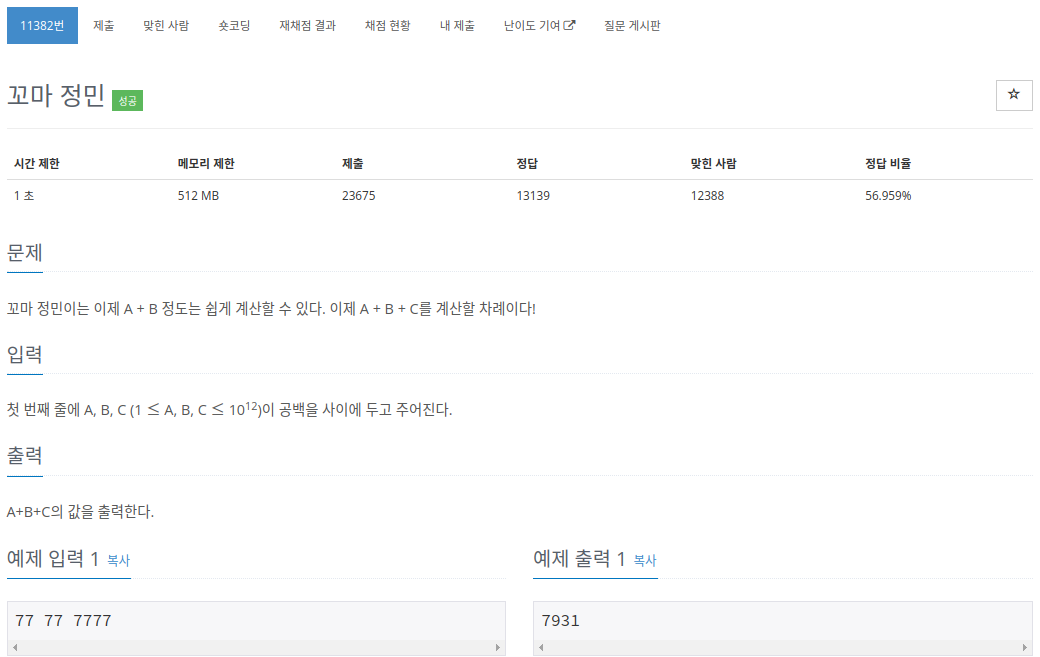 11382번 제출 맞힌 사람 숏코딩 재채점 결과 채점 현황 내 제출 난이도 기여 질문 게시판
꼬마 정민 성공
시간 제한 메모리 제한 제출 정답 맞힌 사람 정답 비율
1 초 512 MB 23675 13139 12388 56.959%
문제
꼬마 정민이는 이제 A + B 정도는 쉽게 계산할 수 있다. 이제 A + B + C를 계산할 차례이다!
입력
첫 번째 줄에 A, B, C (1 ≤ A, B, C ≤ 10¹²)이 공백을 사이에 두고 주어진다.
출력
A+B+C의 값을 출력한다.
예제 입력 1 복사 예제 출력 1 복사
77 77 7777 7931